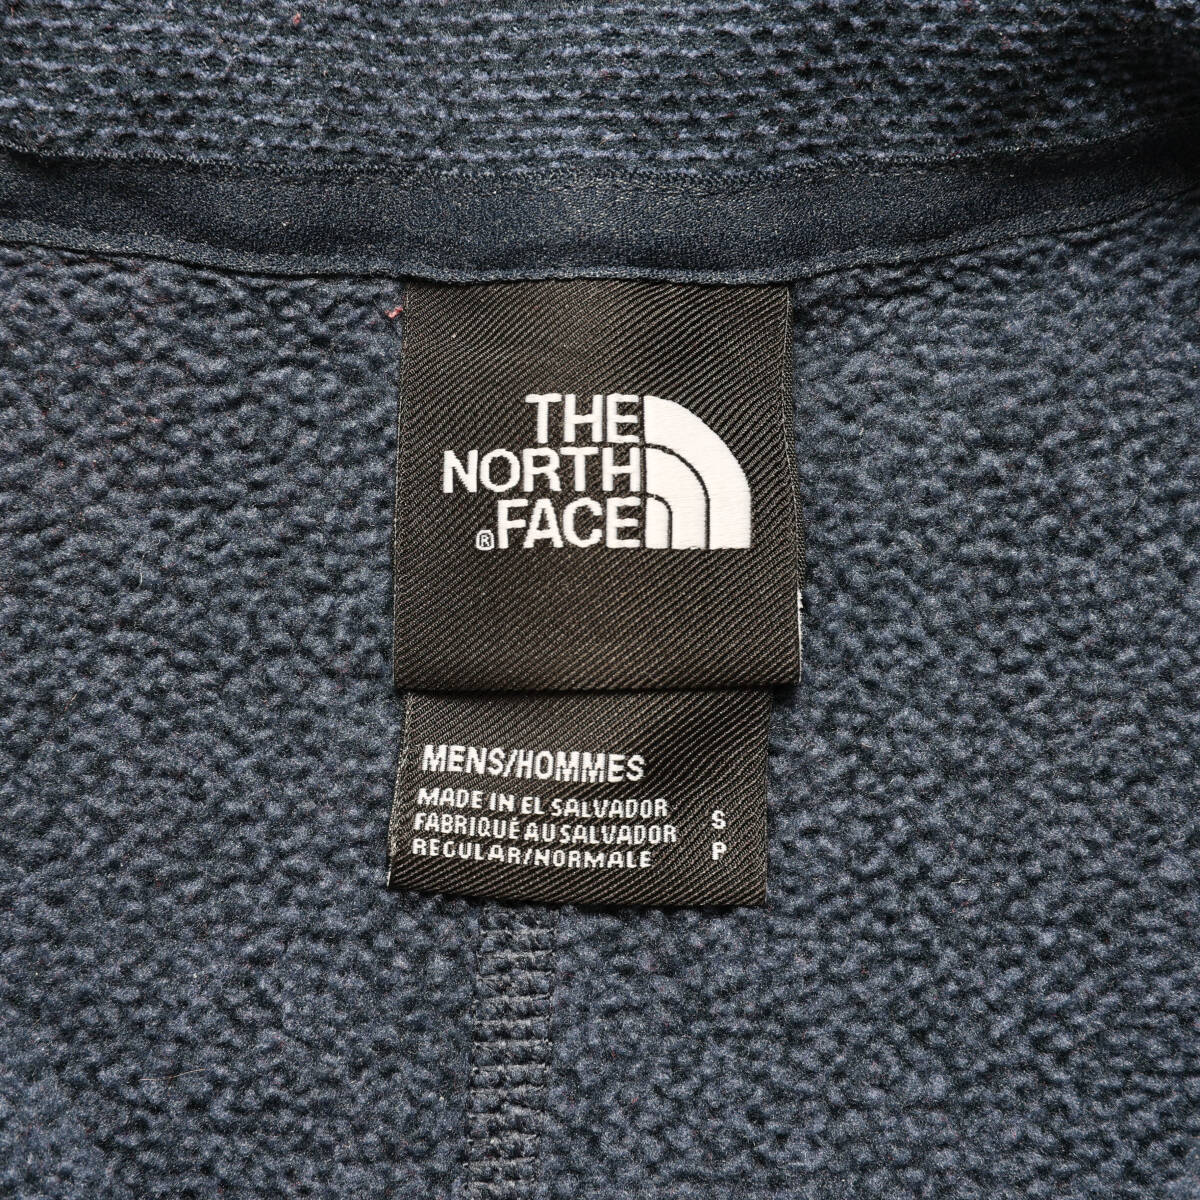 THE
NORTH
® FACE
MENS/HOMMES
MADE IN EL SALVADOR S
FABRIQUÉ AU SALVADOR P
REGULAR/NORMALE